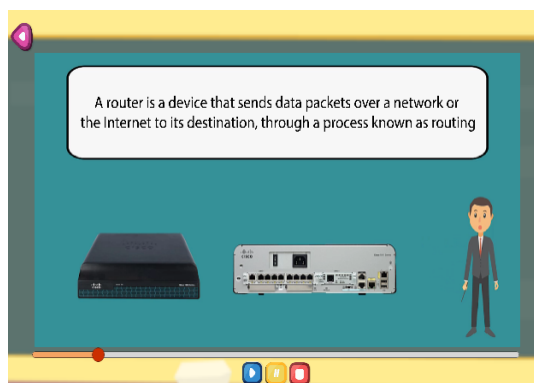 A router is a device that sends data packets over a network or
the Internet to its destination, through a process known as routing
CISCO